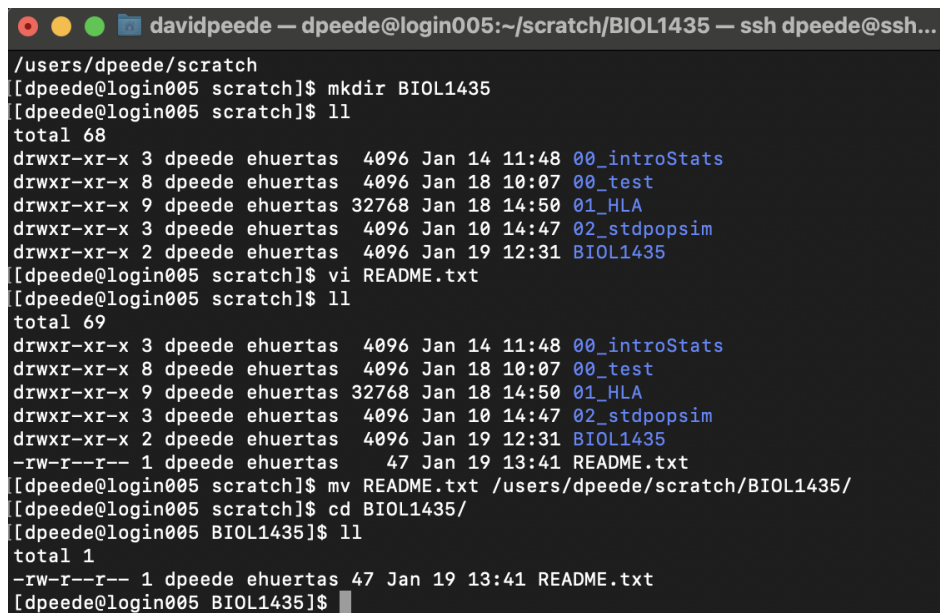 davidpeede — dpeede@login005:~/scratch/BIOL1435 — ssh dpeede@ssh...
/users/dpeede/scratch
[[dpeede@login005 scratch]$ mkdir BIOL1435
[[dpeede@login005 scratch]$ ll
total 68
drwxr-xr-x 3 dpeede ehuertas  4096 Jan 14 11:48 00_introStats
drwxr-xr-x 8 dpeede ehuertas  4096 Jan 18 10:07 00_test
drwxr-xr-x 9 dpeede ehuertas 32768 Jan 18 14:50 01_HLA
drwxr-xr-x 3 dpeede ehuertas  4096 Jan 10 14:47 02_stdpopsim
drwxr-xr-x 2 dpeede ehuertas  4096 Jan 19 12:31 BIOL1435
[[dpeede@login005 scratch]$ vi README.txt
[[dpeede@login005 scratch]$ ll
total 69
drwxr-xr-x 3 dpeede ehuertas  4096 Jan 14 11:48 00_introStats
drwxr-xr-x 8 dpeede ehuertas  4096 Jan 18 10:07 00_test
drwxr-xr-x 9 dpeede ehuertas 32768 Jan 18 14:50 01_HLA
drwxr-xr-x 3 dpeede ehuertas  4096 Jan 10 14:47 02_stdpopsim
drwxr-xr-x 2 dpeede ehuertas  4096 Jan 19 12:31 BIOL1435
-rw-r--r-- 1 dpeede ehuertas    47 Jan 19 13:41 README.txt
[[dpeede@login005 scratch]$ mv README.txt /users/dpeede/scratch/BIOL1435/
[[dpeede@login005 scratch]$ cd BIOL1435/
[[dpeede@login005 BIOL1435]$ ll
total 1
-rw-r--r-- 1 dpeede ehuertas 47 Jan 19 13:41 README.txt
[dpeede@login005 BIOL1435]$